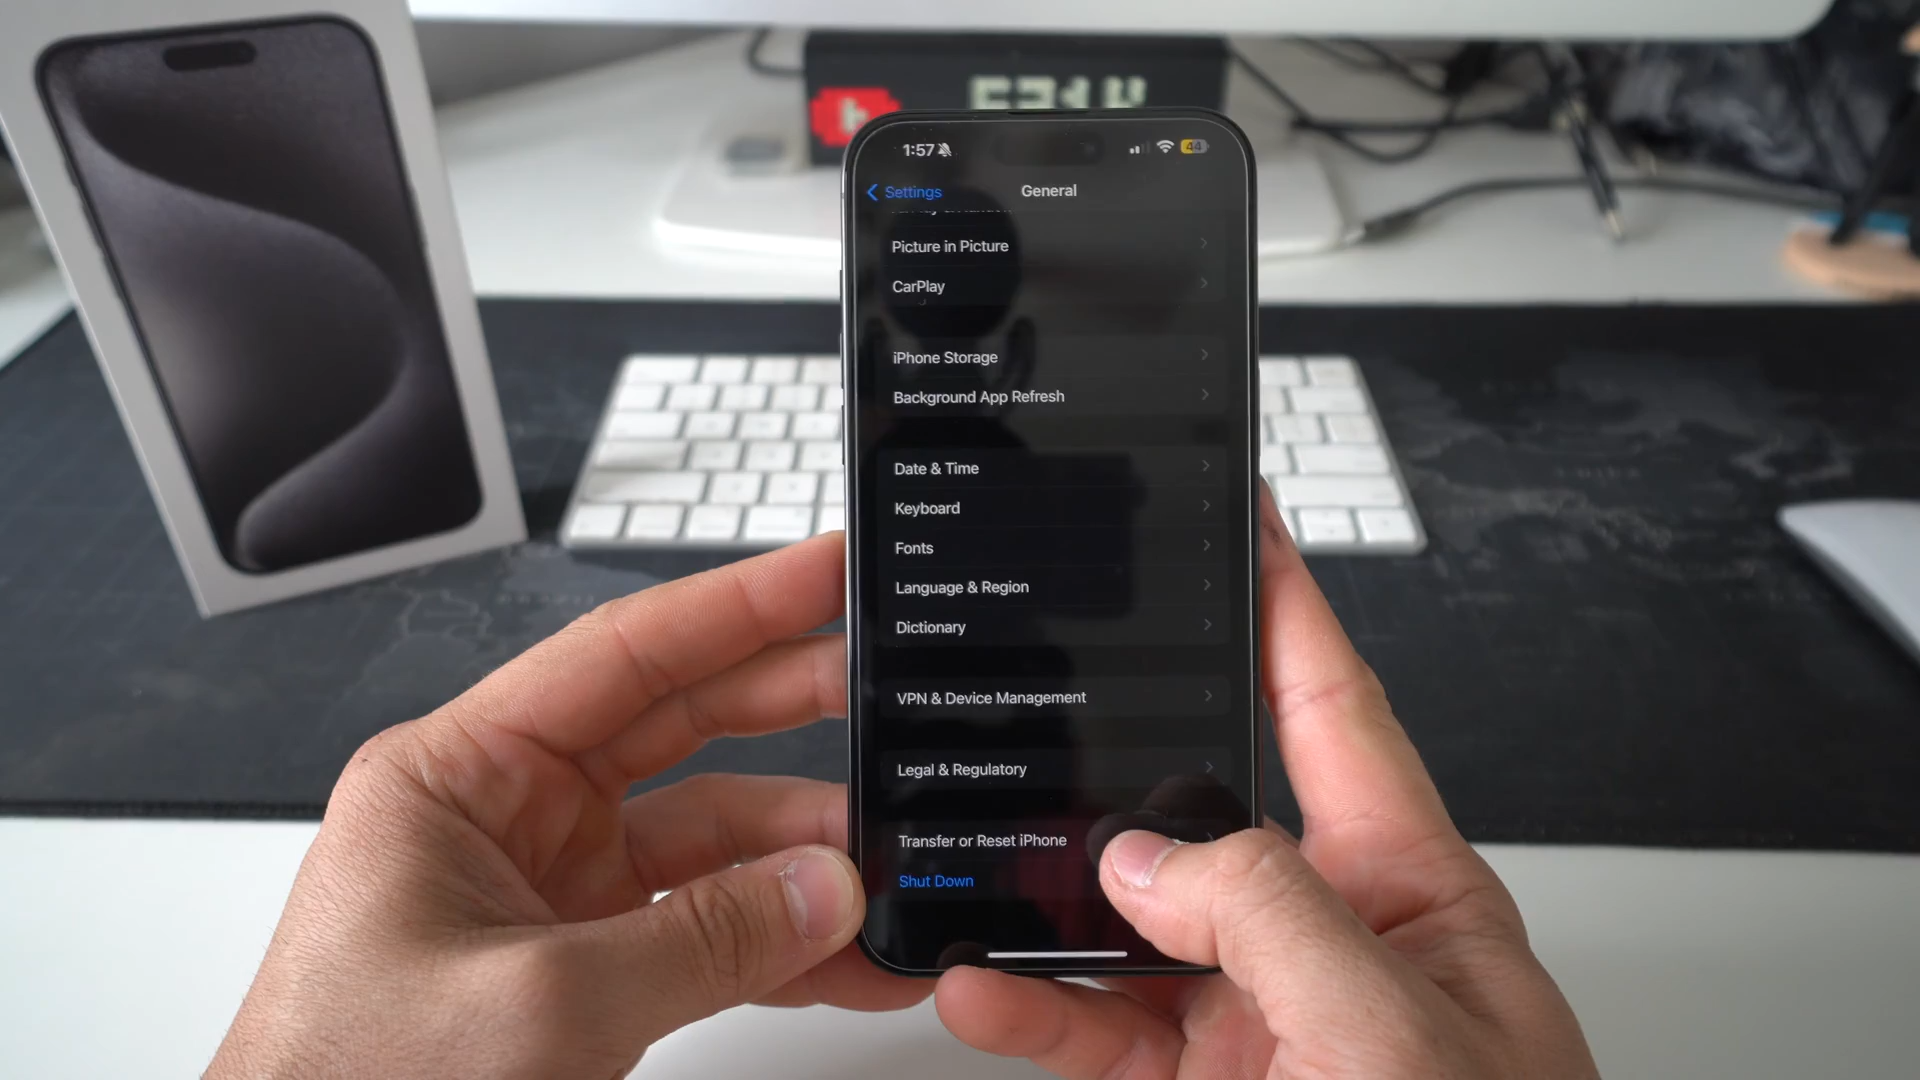 1:57
44
Settings
General
Picture in Picture
CarPlay
iPhone Storage
Background App Refresh
Date & Time
Keyboard
Fonts
Language & Region
Dictionary
VPN & Device Management
Legal & Regulatory
Transfer or Reset iPhone
Shut Down